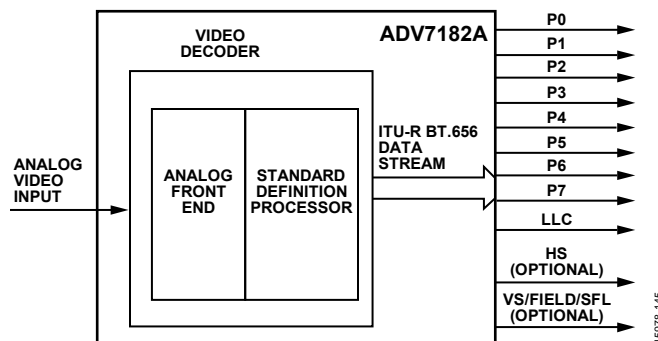 VIDEO
DECODER
ADV7182A
ANALOG
VIDEO
INPUT
ANALOG
FRONT
END
STANDARD
DEFINITION
PROCESSOR
ITU-R BT.656
DATA
STREAM
P0
P1
P2
P3
P4
P5
P6
P7
LLC
HS
(OPTIONAL)
VS/FIELD/SFL
(OPTIONAL)